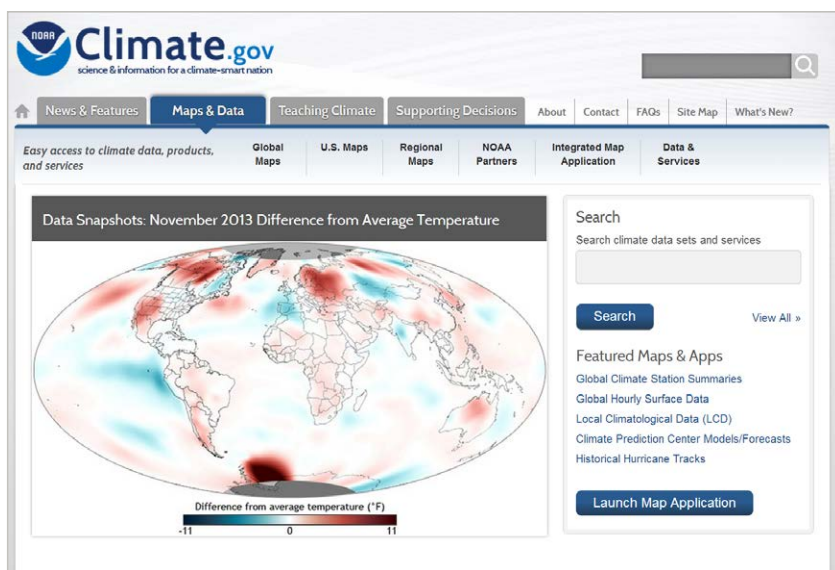 NOAA
Climate.gov
science & information for a climate-smart nation
News & Features
Maps & Data
Teaching Climate
Supporting Decisions
About
Contact
FAQs
Site Map
What's New?
Easy access to climate data, products,
and services
Global
Maps
U.S. Maps
Regional
Maps
NOAA
Partners
Integrated Map
Application
Data &
Services
Data Snapshots: November 2013 Difference from Average Temperature
Difference from average temperature (°F)
-11
0
11
Search
Search climate data sets and services
Search
View All »
Featured Maps & Apps
Global Climate Station Summaries
Global Hourly Surface Data
Local Climatological Data (LCD)
Climate Prediction Center Models/Forecasts
Historical Hurricane Tracks
Launch Map Application